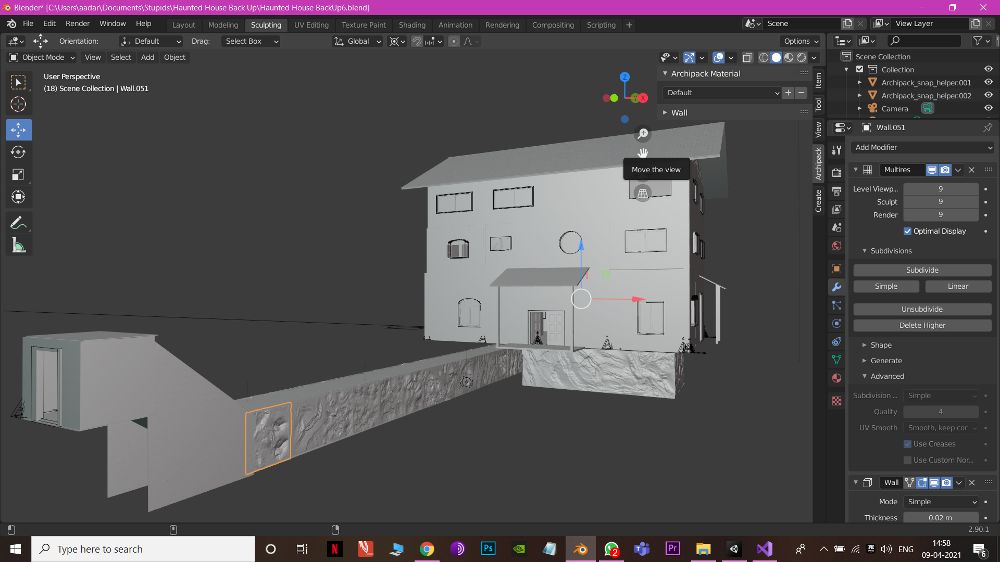 Blender* [C:\Users\aadar\Documents\Stupids\Haunted House Back Up\Haunted House BackUp6.blend]
File Edit Render Window Help Layout Modeling Sculpting UV Editing Texture Paint Shading Animation Rendering Compositing Scripting + Scene View Layer
Orientation: Default Drag: Select Box Global Options
Object Mode View Select Add Object
User Perspective
(18) Scene Collection | Wall.051
Z
Y X
Archipack Material
Default + −
Wall
Move the view
Item
Tool
View
Archipack
Create
Scene Collection
Collection
Archipack_snap_helper.001
Archipack_snap_helper.002
Camera
Wall.051
Add Modifier
Multires
Level Viewp... 9
Sculpt 9
Render 9
Optimal Display
Subdivisions
Subdivide
Simple Linear
Unsubdivide
Delete Higher
Shape
Generate
Advanced
Subdivision ... Simple
Quality 4
UV Smooth Smooth, keep cor
Use Creases
Use Custom Nor...
Wall
Mode Simple
Thickness 0.02 m
2.90.1
Type here to search
N
Ps
Pr
EPIC
2
ENG
14:58
09-04-2021
6